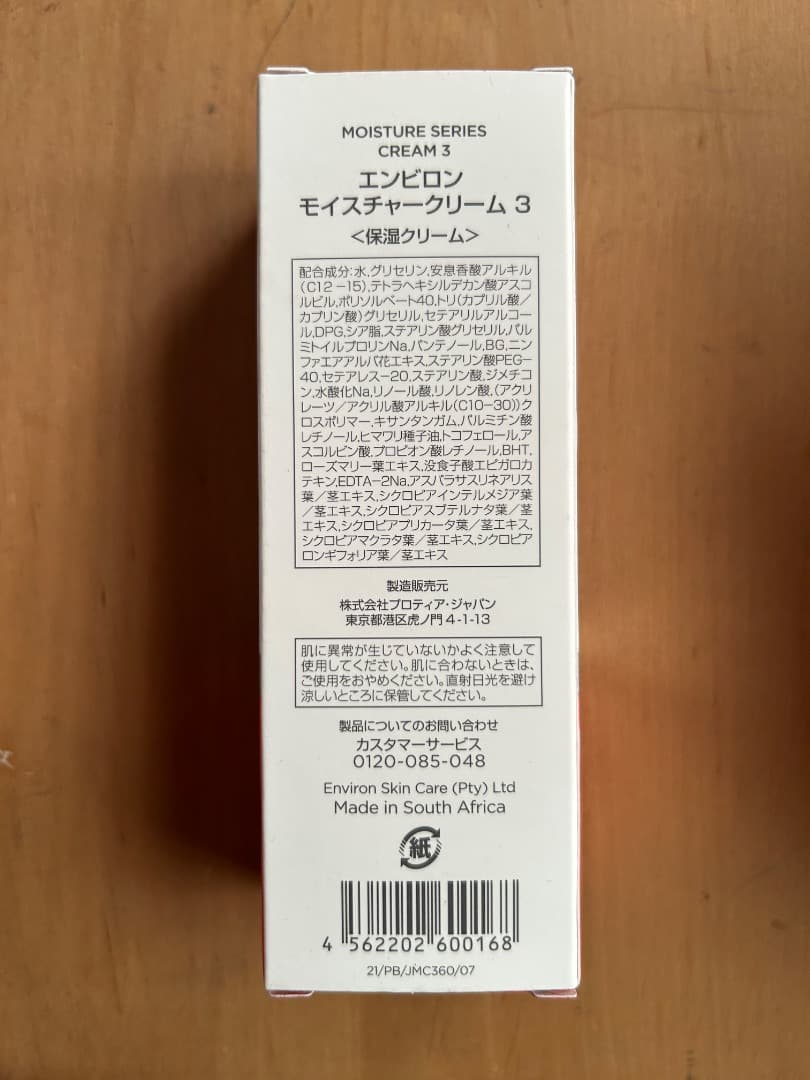 MOISTURE SERIES
CREAM 3
エンビロン
モイスチャークリーム 3
<保湿クリーム>
配合成分:水,グリセリン,安息香酸アルキル
(C12-15),テトラヘキシルデカン酸アスコ
ルビル,ポリソルベート40,トリ(カプリル酸/
カプリン酸)グリセリル,セテアリルアルコー
ル,DPG,シア脂,ステアリン酸グリセリル,パル
ミトイルプロリンNa,パンテノール,BG,ニン
ファエアアルバ花エキス,ステアリン酸PEG-
40,セテアレス-20,ステアリン酸,ジメチコ
ン,水酸化Na,リノール酸,リノレン酸,(アクリ
レーツ/アクリル酸アルキル(C10-30))ク
ロスポリマー,キサンタンガム,パルミチン酸
レチノール,ヒマワリ種子油,トコフェロール,ア
スコルビン酸,プロピオン酸レチノール,BHT,
ローズマリー葉エキス,没食子酸エピガロカ
テキン,EDTA-2Na,アスパラサスリネアリス
葉/茎エキス,シクロピアインテルメジア葉
/茎エキス,シクロピアスブテルナタ葉/茎
エキス,シクロピアプリカータ葉/茎エキス,
シクロピアマクラタ葉/茎エキス,シクロピア
ロンギフォリア葉/茎エキス
製造販売元
株式会社プロティア・ジャパン
東京都港区虎ノ門 4-1-13
肌に異常が生じていないかよく注意して
使用してください。肌に合わないときは、
ご使用をおやめください。直射日光を避け
涼しいところに保管してください。
製品についてのお問い合わせ
カスタマーサービス
0120-085-048
Environ Skin Care (Pty) Ltd
Made in South Africa
紙
4 562202 600168
21/PB/JMC360/07